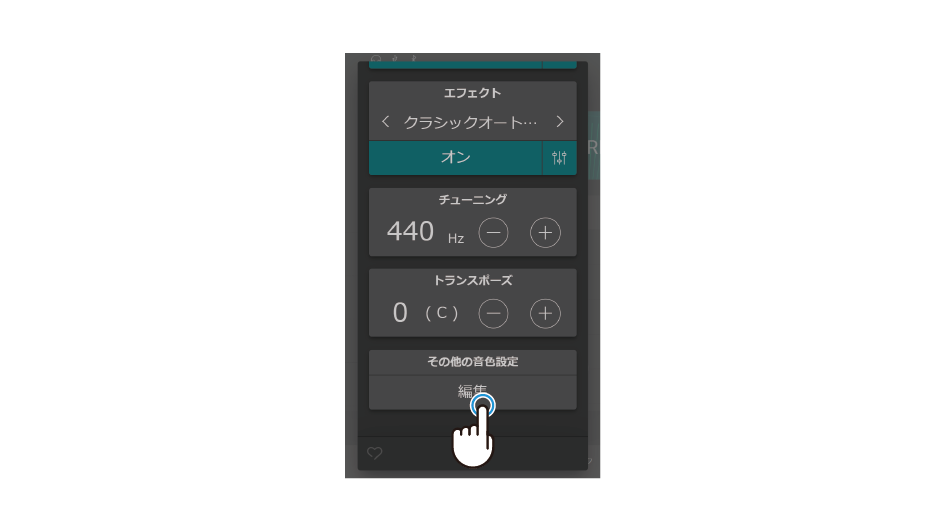 エフェクト
クラシックオート…
オン
R
チューニング
440 Hz
トランスポーズ
0 ( C )
その他の音色設定
編集